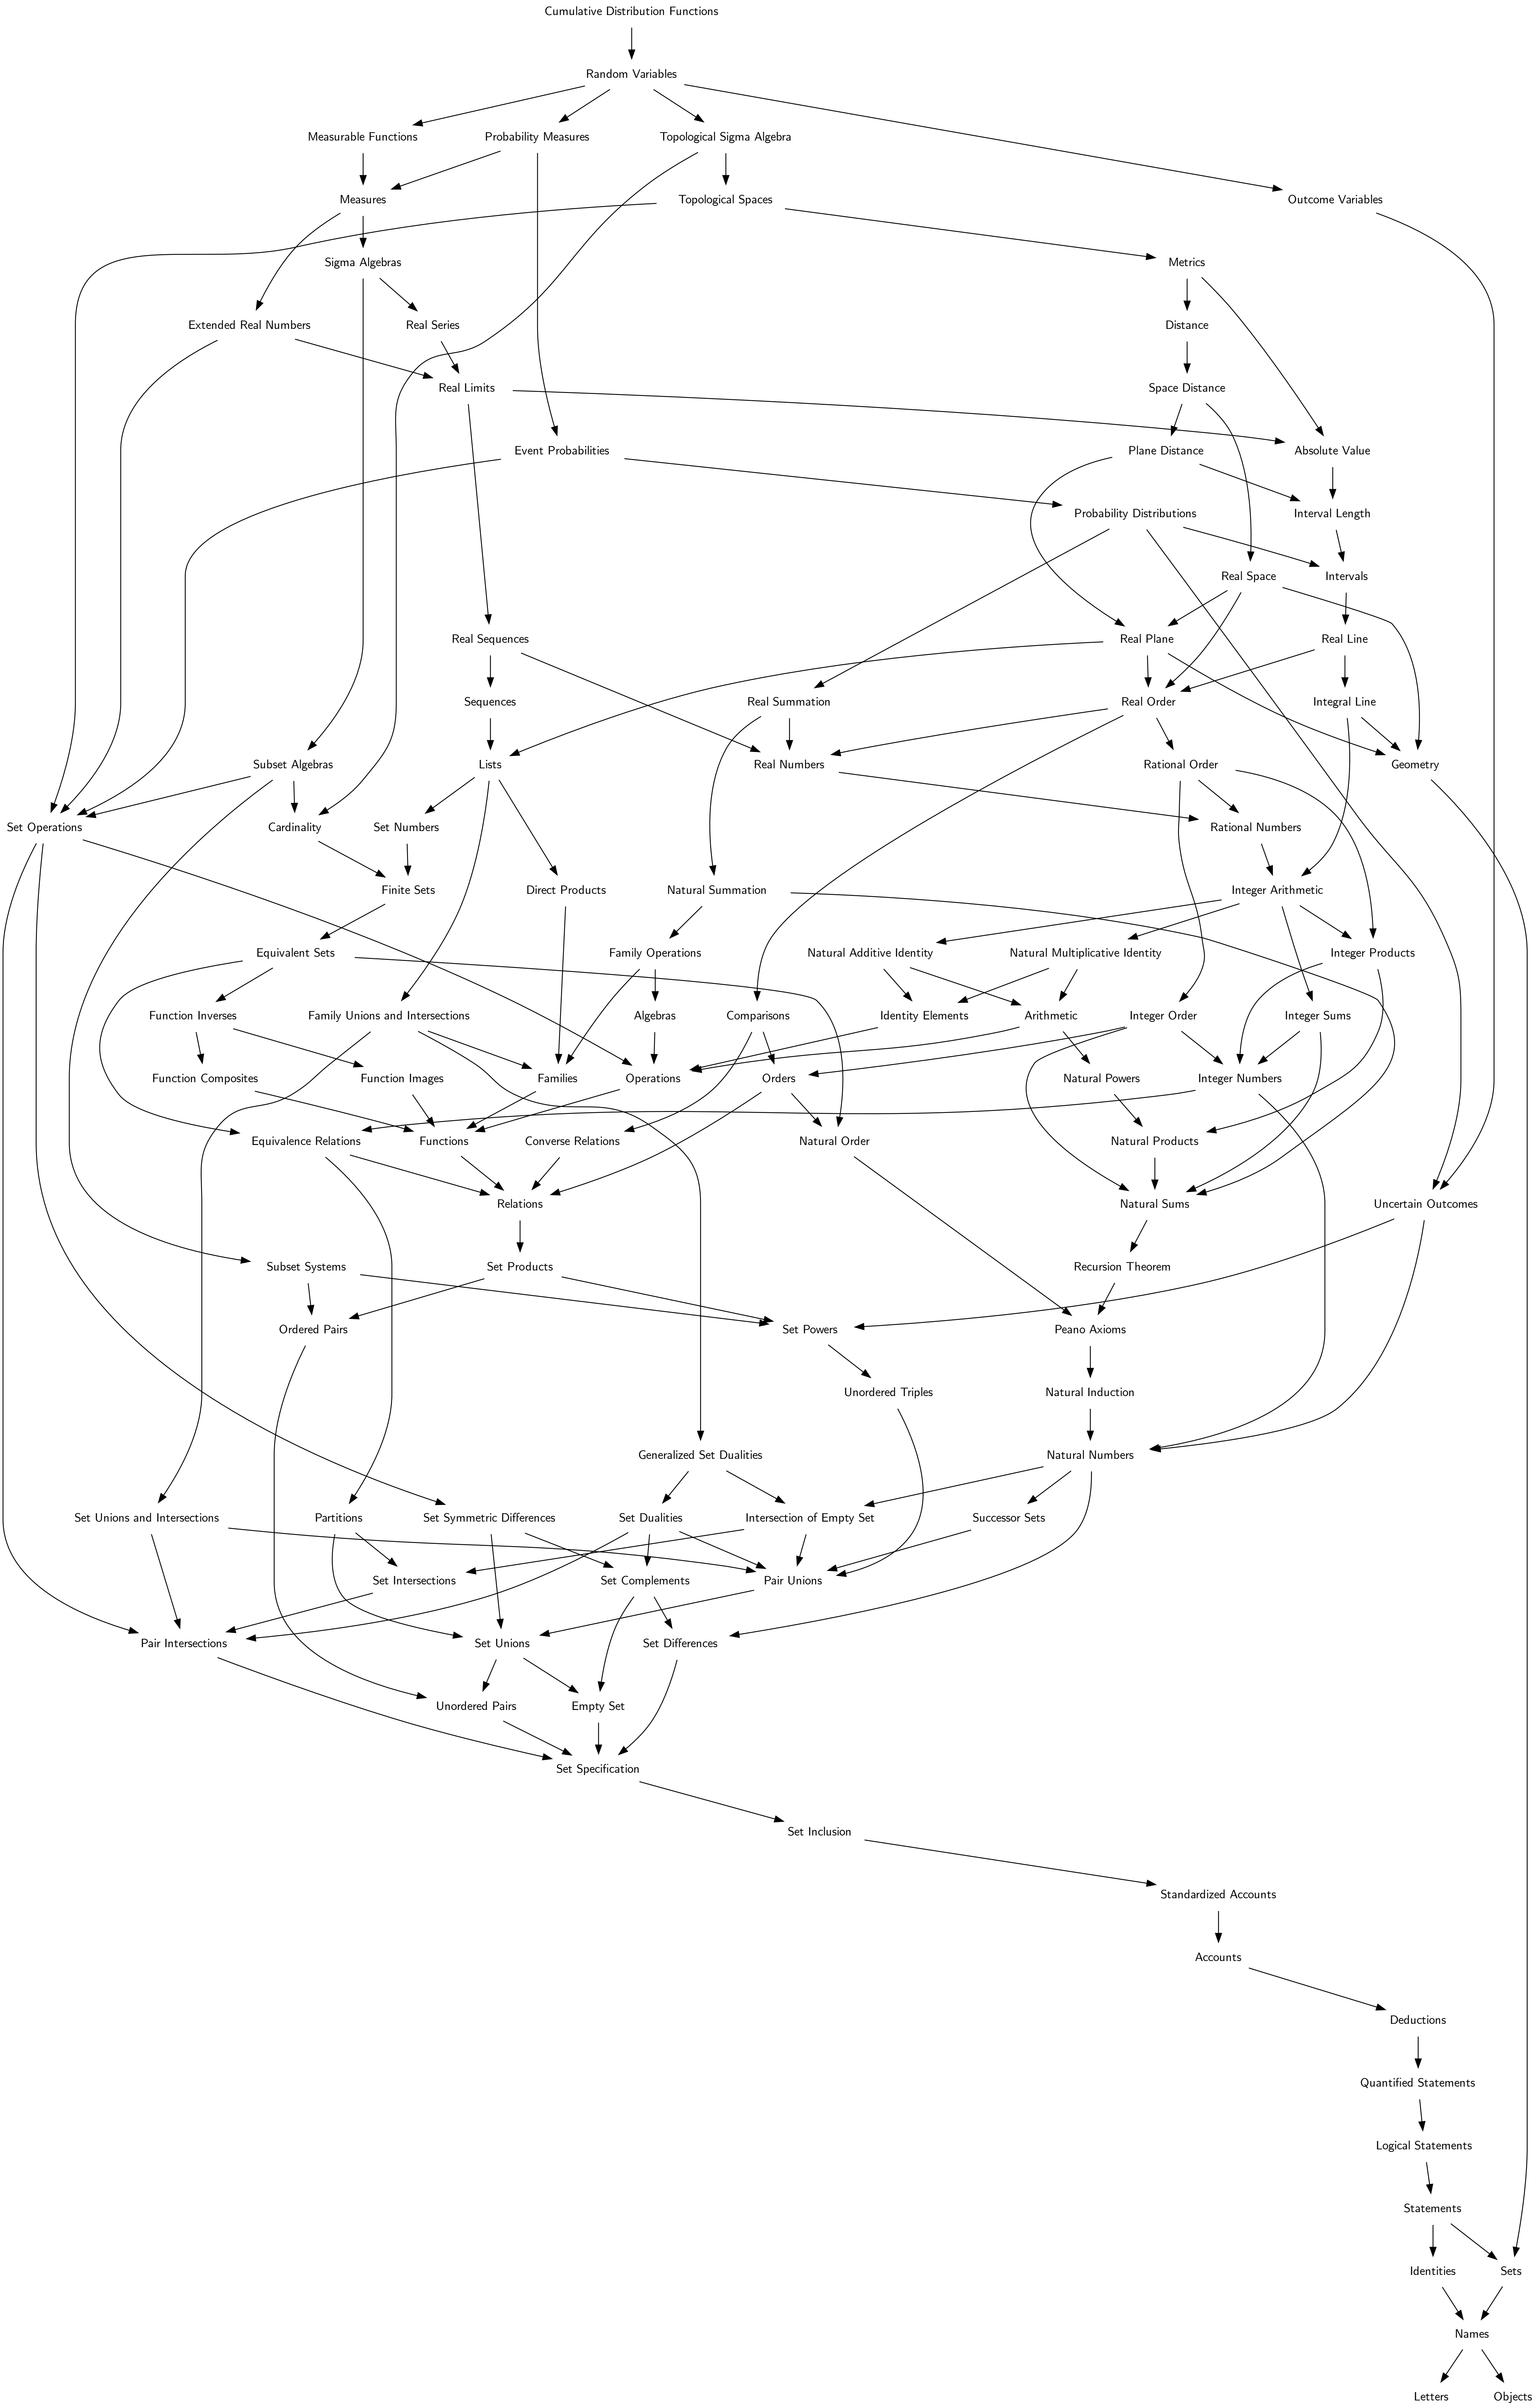 Cumulative Distribution Functions
Random Variables
Measurable Functions
Probability Measures
Topological Sigma Algebra
Measures
Topological Spaces
Outcome Variables
Sigma Algebras
Metrics
Extended Real Numbers
Real Series
Distance
Real Limits
Space Distance
Event Probabilities
Plane Distance
Absolute Value
Probability Distributions
Interval Length
Real Space
Intervals
Real Sequences
Real Plane
Real Line
Sequences
Real Summation
Real Order
Integral Line
Subset Algebras
Lists
Real Numbers
Rational Order
Geometry
Set Operations
Cardinality
Set Numbers
Rational Numbers
Finite Sets
Direct Products
Natural Summation
Integer Arithmetic
Equivalent Sets
Family Operations
Natural Additive Identity
Natural Multiplicative Identity
Integer Products
Function Inverses
Family Unions and Intersections
Algebras
Comparisons
Identity Elements
Arithmetic
Integer Order
Integer Sums
Function Composites
Function Images
Families
Operations
Orders
Natural Powers
Integer Numbers
Equivalence Relations
Functions
Converse Relations
Natural Order
Natural Products
Relations
Natural Sums
Uncertain Outcomes
Subset Systems
Set Products
Recursion Theorem
Ordered Pairs
Set Powers
Peano Axioms
Unordered Triples
Natural Induction
Generalized Set Dualities
Natural Numbers
Set Unions and Intersections
Partitions
Set Symmetric Differences
Set Dualities
Intersection of Empty Set
Successor Sets
Set Intersections
Set Complements
Pair Unions
Pair Intersections
Set Unions
Set Differences
Unordered Pairs
Empty Set
Set Specification
Set Inclusion
Standardized Accounts
Accounts
Deductions
Quantified Statements
Logical Statements
Statements
Identities
Sets
Names
Letters
Objects